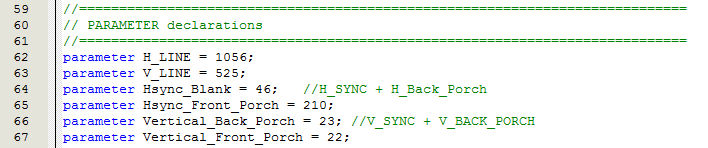 59 //===========================================================================
60 // PARAMETER declarations
61 //===========================================================================
62 parameter H_LINE = 1056;
63 parameter V_LINE = 525;
64 parameter Hsync_Blank = 46;   //H_SYNC + H_Back_Porch
65 parameter Hsync_Front_Porch = 210;
66 parameter Vertical_Back_Porch = 23; //V_SYNC + V_BACK_PORCH
67 parameter Vertical_Front_Porch = 22;